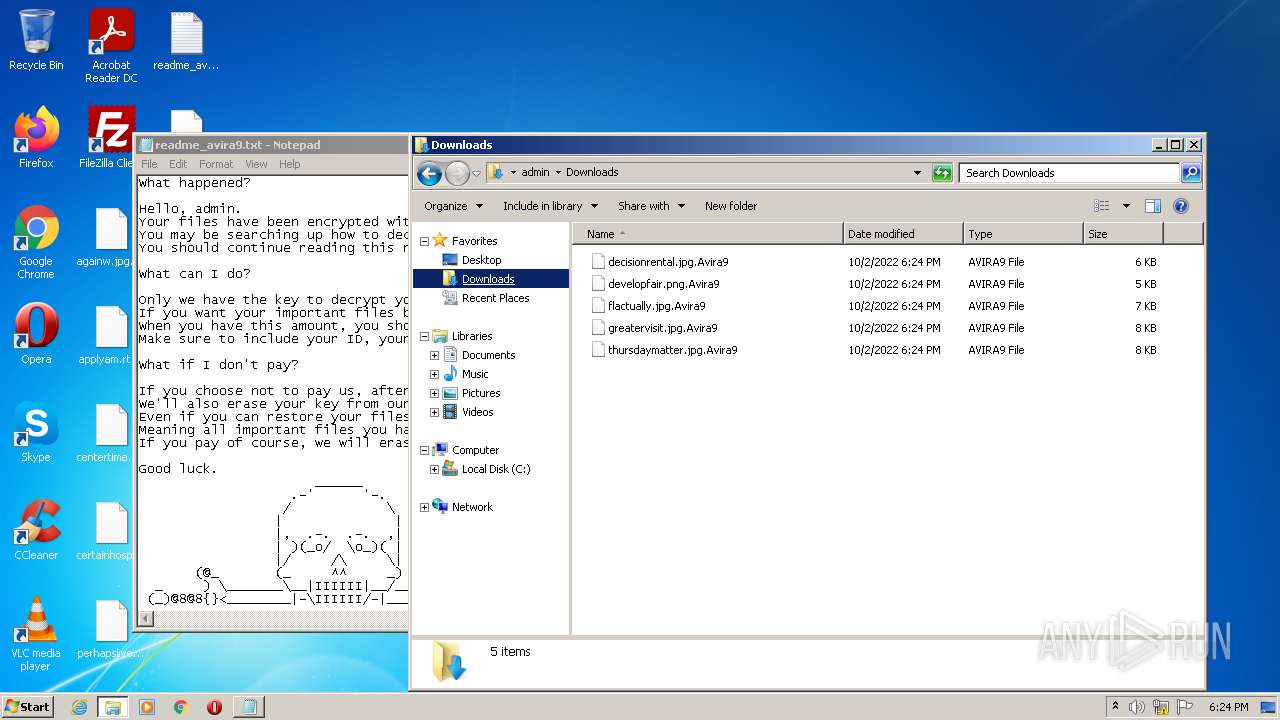 Recycle Bin
Acrobat
Reader DC
readme_av...
Firefox
FileZilla Clie
Google
Chrome
againw.jpg.
Opera
applyam.rt
Skype
centertime.
CCleaner
certainhosp
VLC media
player
perhapslive...
readme_avira9.txt - Notepad
File Edit Format View Help
What happened?
Hello, admin.
Your files have been encrypted wit
You may be searching up how to dec
You should continue reading this
What can I do?
Only we have the key to decrypt yo
If you want your important files b
When you have this amount, you sho
Make sure to include your ID, your
What if I don't pay?
If you choose not to pay us, after
We'll also erase your key from our
Even if you can restore your files
Meaning all important files you ha
If you pay of course, we will eras
Good luck.
Downloads
admin Downloads
Search Downloads
Organize Include in library Share with New folder
Favorites
Desktop
Downloads
Recent Places
Libraries
Documents
Music
Pictures
Videos
Computer
Local Disk (C:)
Network
Name Date modified Type Size
decisionrental.jpg.Avira9 10/2/2022 6:24 PM AVIRA9 File 6 KB
developfair.png.Avira9 10/2/2022 6:24 PM AVIRA9 File 5 KB
flactually.jpg.Avira9 10/2/2022 6:24 PM AVIRA9 File 7 KB
greatervisit.jpg.Avira9 10/2/2022 6:24 PM AVIRA9 File 5 KB
thursdaymatter.jpg.Avira9 10/2/2022 6:24 PM AVIRA9 File 8 KB
5 items
ANY RUN
Start
6:24 PM